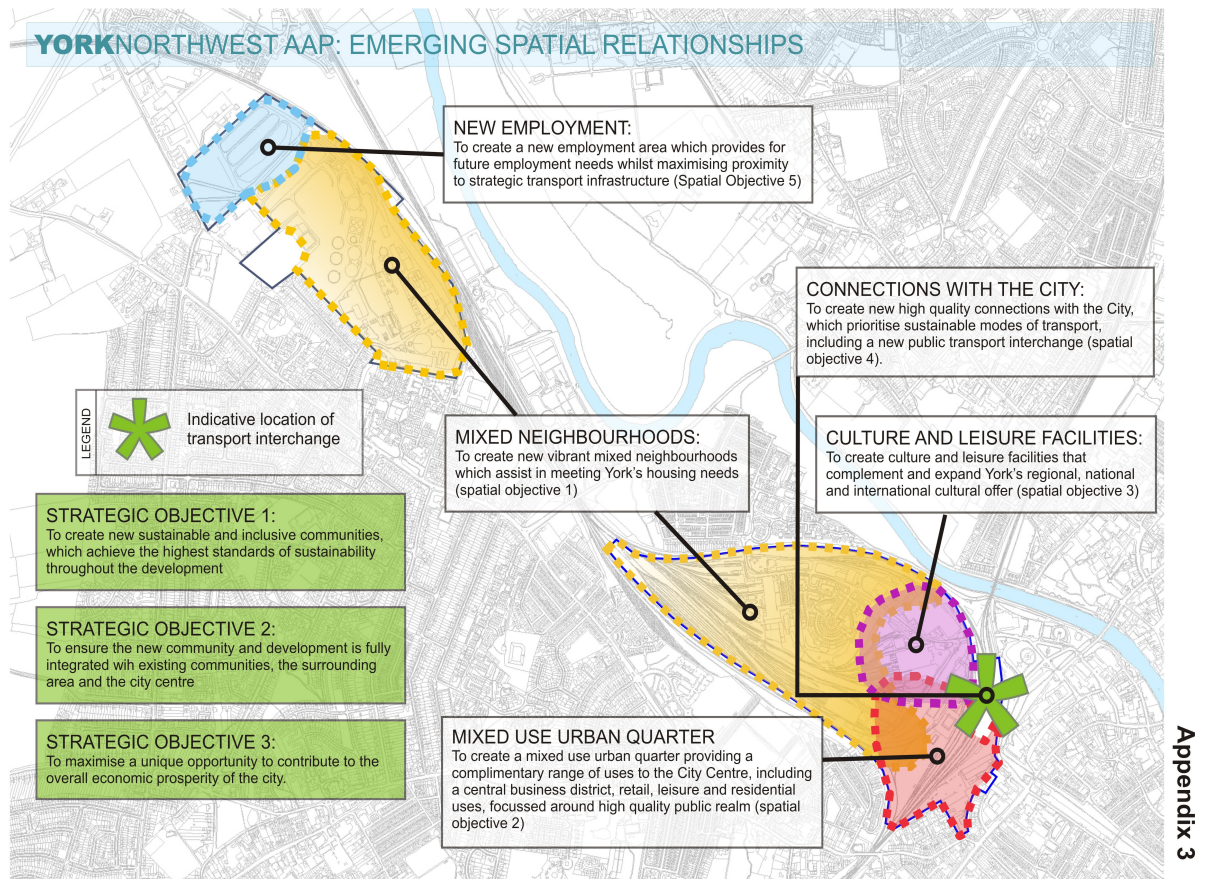 YORKNORTHWEST AAP: EMERGING SPATIAL RELATIONSHIPS
NEW EMPLOYMENT:
To create a new employment area which provides for
future employment needs whilst maximising proximity
to strategic transport infrastructure (Spatial Objective 5)
CONNECTIONS WITH THE CITY:
To create new high quality connections with the City,
which prioritise sustainable modes of transport,
including a new public transport interchange (spatial
objective 4).
LEGEND
Indicative location of
transport interchange
MIXED NEIGHBOURHOODS:
To create new vibrant mixed neighbourhoods
which assist in meeting York's housing needs
(spatial objective 1)
CULTURE AND LEISURE FACILITIES:
To create culture and leisure facilities that
complement and expand York's regional, national
and international cultural offer (spatial objective 3)
STRATEGIC OBJECTIVE 1:
To create new sustainable and inclusive communities,
which achieve the highest standards of sustainability
throughout the development
STRATEGIC OBJECTIVE 2:
To ensure the new community and development is fully
integrated wih existing communities, the surrounding
area and the city centre
STRATEGIC OBJECTIVE 3:
To maximise a unique opportunity to contribute to the
overall economic prosperity of the city.
MIXED USE URBAN QUARTER
To create a mixed use urban quarter providing a
complimentary range of uses to the City Centre, including
a central business district, retail, leisure and residential
uses, focussed around high quality public realm (spatial
objective 2)
Appendix 3